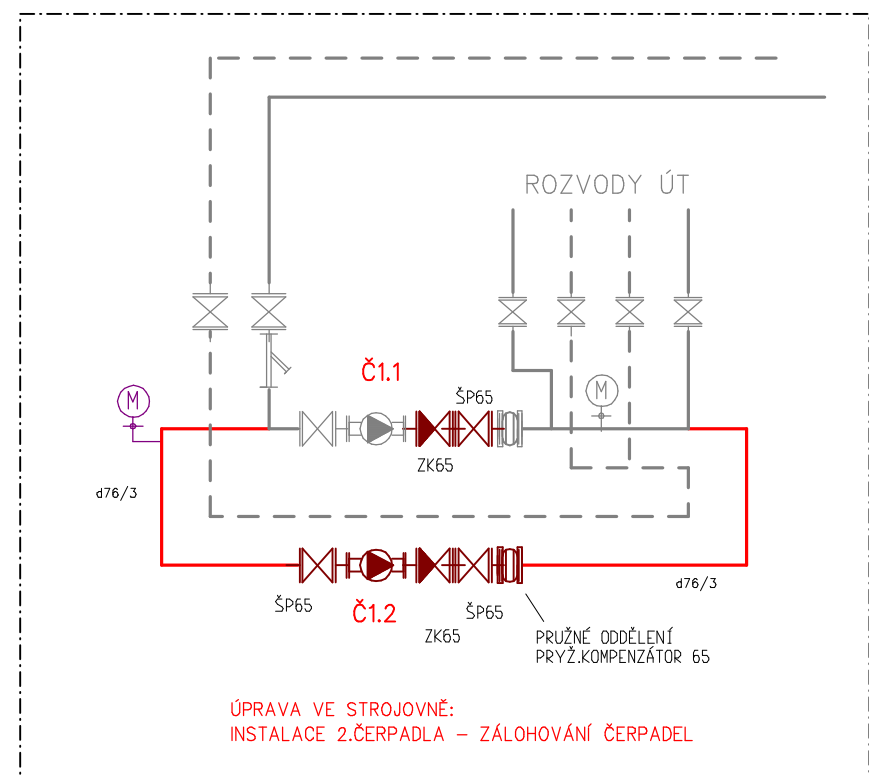 ROZVODY ÚT
Č1.1
M
M
ŠP65
ZK65
d76/3
d76/3
ŠP65
Č1.2
ŠP65
ZK65
PRUŽNÉ ODDĚLENÍ
PRYŽ.KOMPENZÁTOR 65
ÚPRAVA VE STROJOVNĚ:
INSTALACE 2.ČERPADLA – ZÁLOHOVÁNÍ ČERPADEL